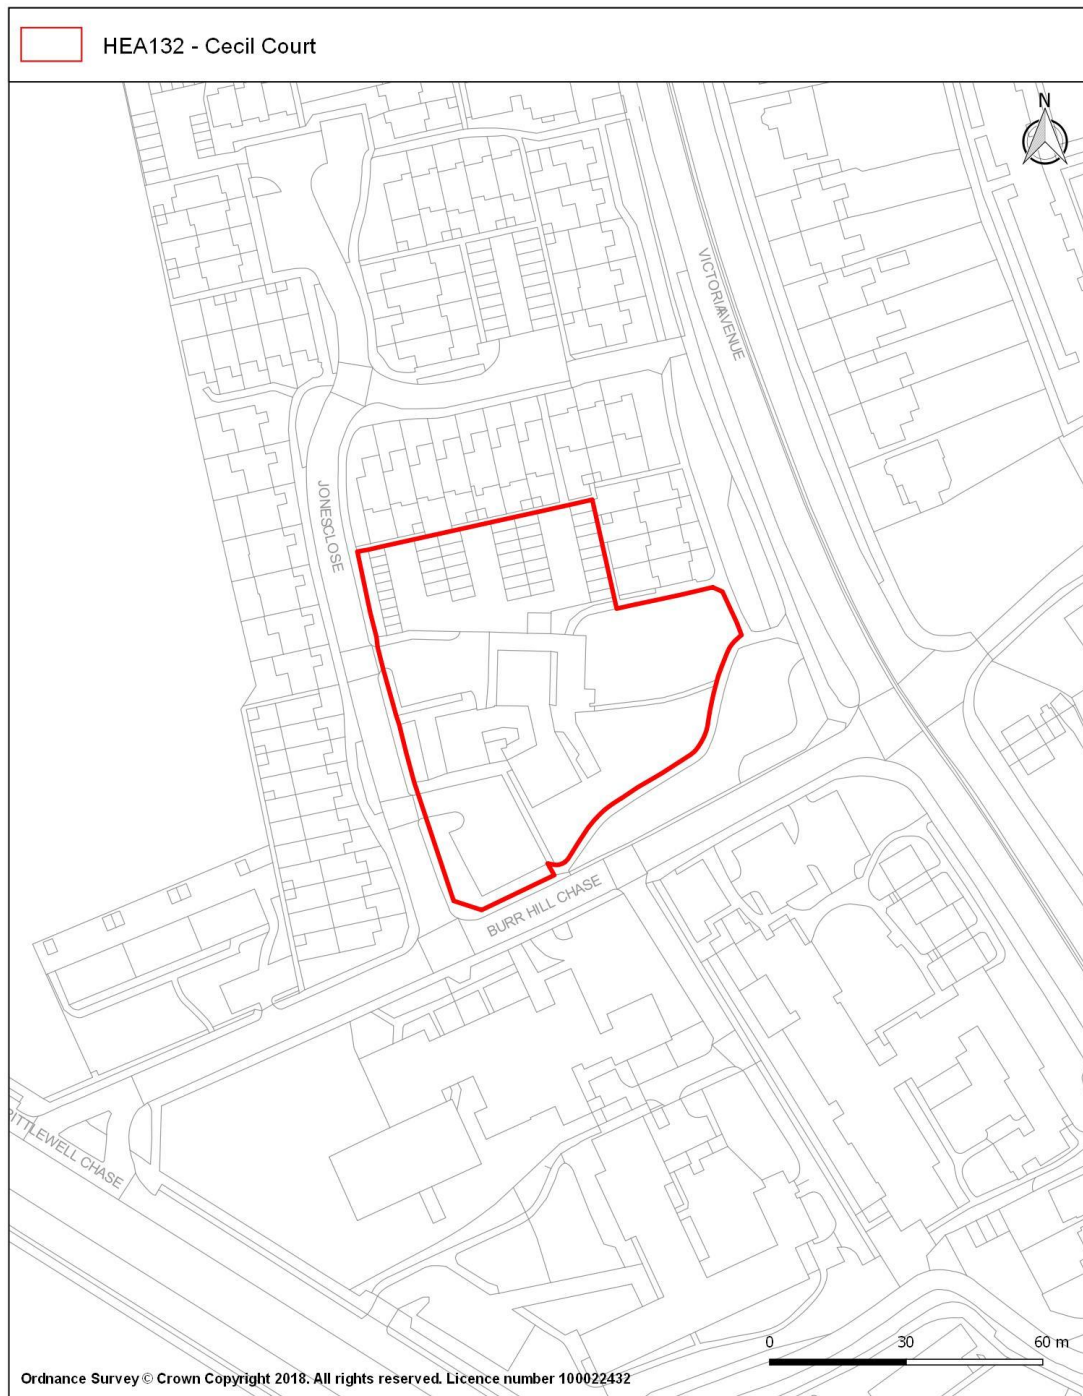 HEA132 - Cecil Court
N
VICTORIA AVENUE
JONES CLOSE
BURR HILL CHASE
PITTLEWELL CHASE
0 30 60 m
Ordnance Survey © Crown Copyright 2018. All rights reserved. Licence number 100022432